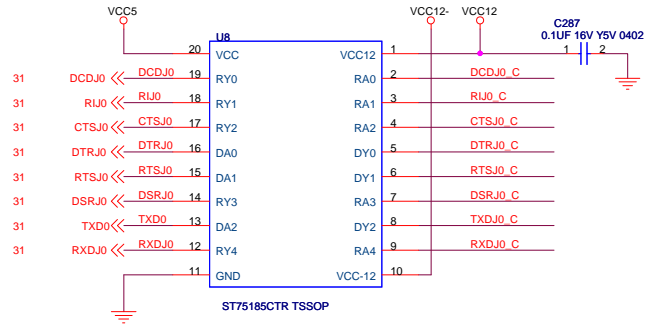 VCC5 VCC12- VCC12
C287
0.1UF 16V Y5V 0402
U8
20 VCC VCC12 1 1 2
31 DCDJ0 DCDJ0 19 RY0 RA0 2 DCDJ0_C
31 RIJ0 RIJ0 18 RY1 RA1 3 RIJ0_C
31 CTSJ0 CTSJ0 17 RY2 RA2 4 CTSJ0_C
31 DTRJ0 DTRJ0 16 DA0 DY0 5 DTRJ0_C
31 RTSJ0 RTSJ0 15 DA1 DY1 6 RTSJ0_C
31 DSRJ0 DSRJ0 14 RY3 RA3 7 DSRJ0_C
31 TXD0 TXD0 13 DA2 DY2 8 TXDJ0_C
31 RXDJ0 RXDJ0 12 RY4 RA4 9 RXDJ0_C
11 GND VCC-12 10
ST75185CTR TSSOP